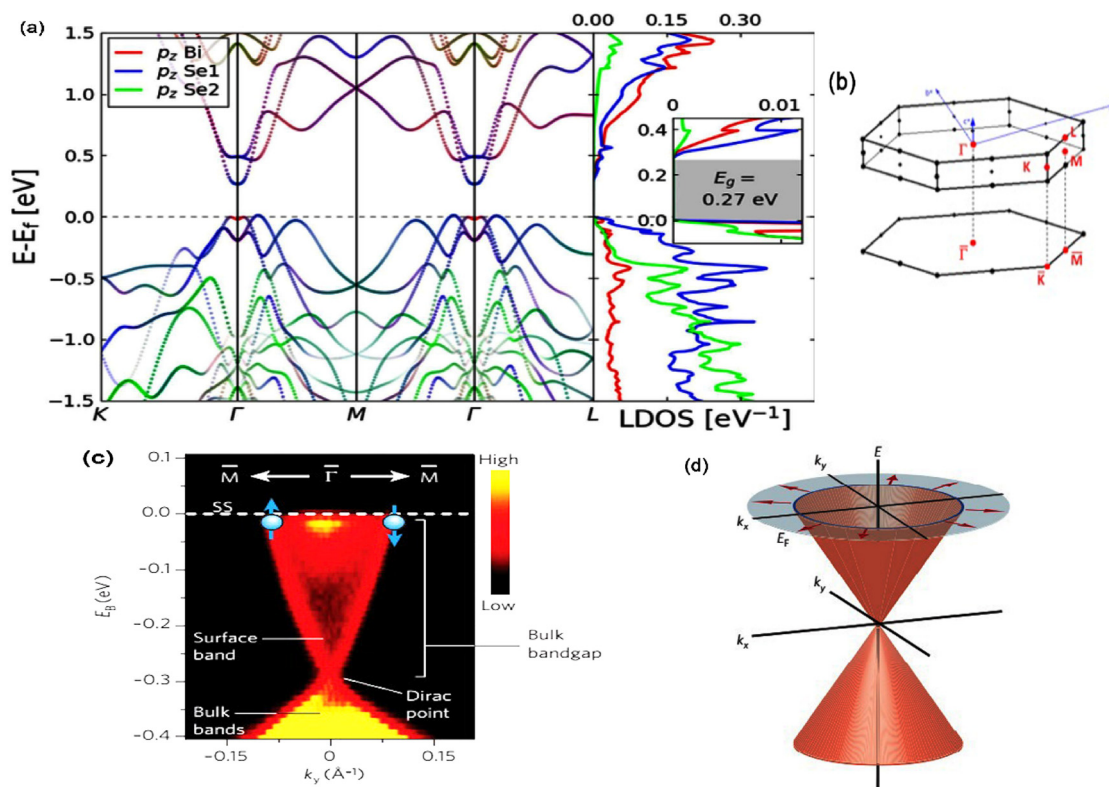 (a)
0.00 0.15 0.30
1.5
1.0
0.5
0.0
−0.5
−1.0
−1.5
E-E_f [eV]
p_z Bi
p_z Se1
p_z Se2
K Γ M Γ L
0 0.01
0.4
0.2
0.0
E_g =
0.27 eV
LDOS [eV⁻¹]
(b)
Γ
L
K
M
Γ̅
K̅
M̅
(c)
0.1
0.0
−0.1
−0.2
−0.3
−0.4
E_B (eV)
M̅ Γ̅ M̅
SS
High
Low
Surface
band
Bulk
bandgap
Dirac
point
Bulk
bands
−0.15 0 0.15
k_y (Å⁻¹)
(d)
E
k_y
k_x
E_F
k_y
k_x